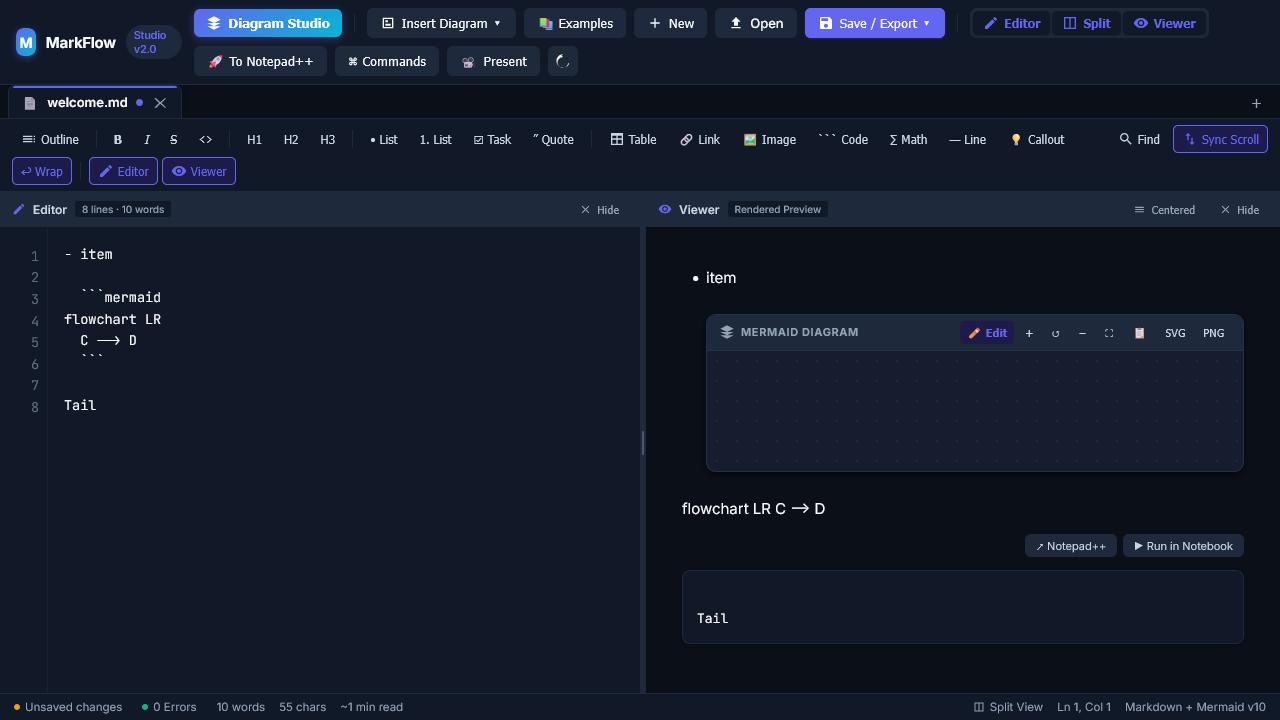 M MarkFlow Studio v2.0
Diagram Studio Insert Diagram ▾ Examples + New Open Save / Export ▾ Editor Split Viewer
To Notepad++ ⌘ Commands Present
welcome.md ● ✕ +
Outline B I S <> H1 H2 H3 • List 1. List ☑ Task ″ Quote Table Link Image ``` Code ∑ Math — Line Callout Find Sync Scroll
↩ Wrap Editor Viewer
Editor 8 lines · 10 words ✕ Hide
Viewer Rendered Preview Centered ✕ Hide
1 - item
2
3   ```mermaid
4 flowchart LR
5   C --> D
6   ```
7
8 Tail
• item
MERMAID DIAGRAM Edit + ↺ − ⛶ SVG PNG
flowchart LR C --> D
↗ Notepad++ ▶ Run in Notebook
Tail
● Unsaved changes ● 0 Errors 10 words 55 chars ~1 min read Split View Ln 1, Col 1 Markdown + Mermaid v10